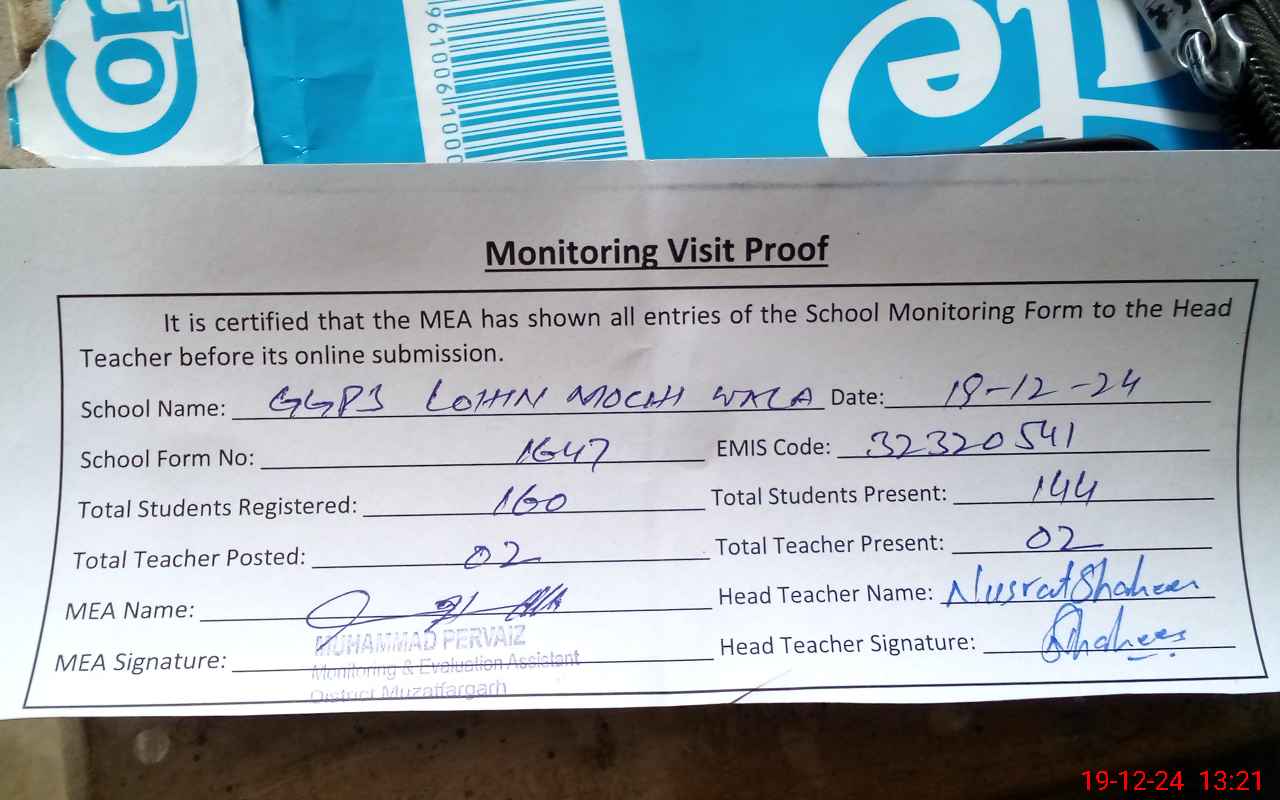 Cop
9610061000
Monitoring Visit Proof
It is certified that the MEA has shown all entries of the School Monitoring Form to the Head
Teacher before its online submission.
School Name: GGPS LOHIN MOCHI WALA Date: 19-12-24
School Form No: 1647 EMIS Code: 32320541
Total Students Registered: 160 Total Students Present: 144
Total Teacher Posted: 02 Total Teacher Present: 02
MEA Name: Head Teacher Name: Nusrat Shaheen
MUHAMMAD PERVAIZ
MEA Signature: Head Teacher Signature: Shaheen
Monitoring & Evaluation Assistant
District Muzaffargarh
19-12-24 13:21